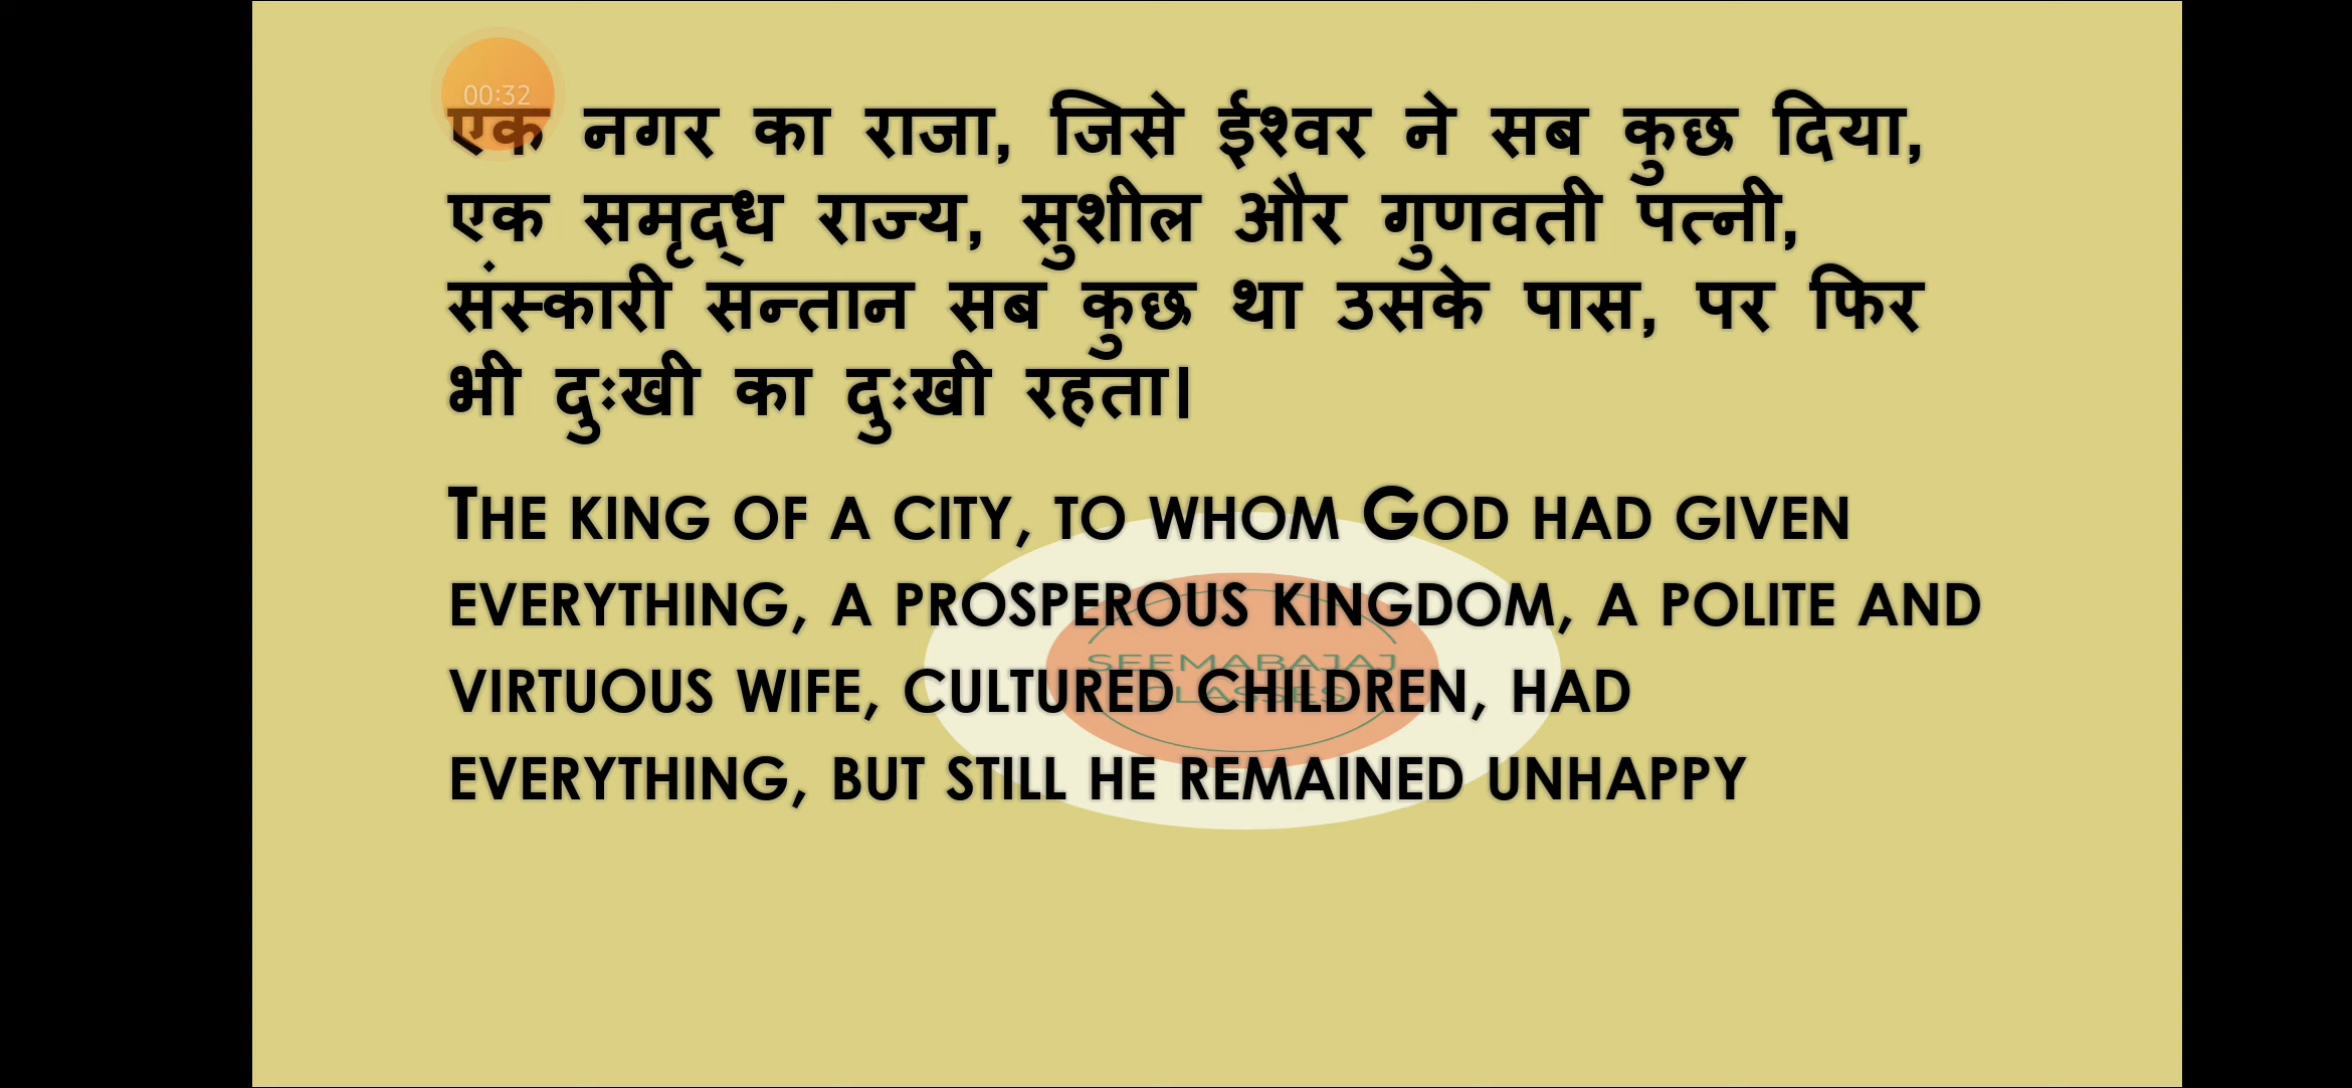 00:32
एक नगर का राजा, जिसे ईश्वर ने सब कुछ दिया,
एक समृद्ध राज्य, सुशील और गुणवती पत्नी,
संस्कारी सन्तान सब कुछ था उसके पास, पर फिर
भी दुःखी का दुःखी रहता।
THE KING OF A CITY, TO WHOM GOD HAD GIVEN
EVERYTHING, A PROSPEROUS KINGDOM, A POLITE AND
SEEMABAJAJ
VIRTUOUS WIFE, CULTURED CHILDREN, HAD
CLASSES
EVERYTHING, BUT STILL HE REMAINED UNHAPPY